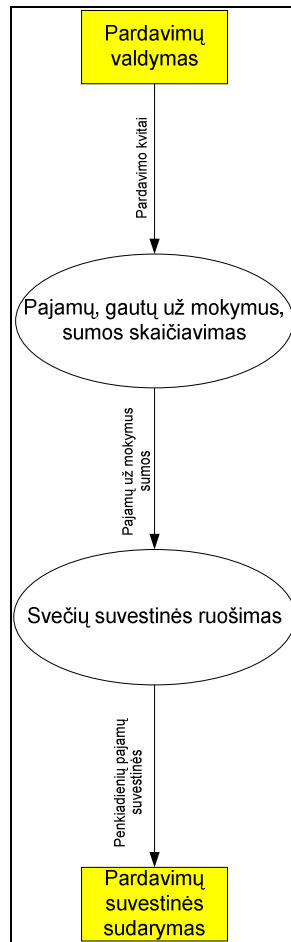 Pardavimų
valdymas
Pardavimo kvitai
Pajamų, gautų už mokymus,
sumos skaičiavimas
Pajamų už mokymus
sumos
Svečių suvestinės ruošimas
Penkiadienių pajamų
suvestinės
Pardavimų
suvestinės
sudarymas